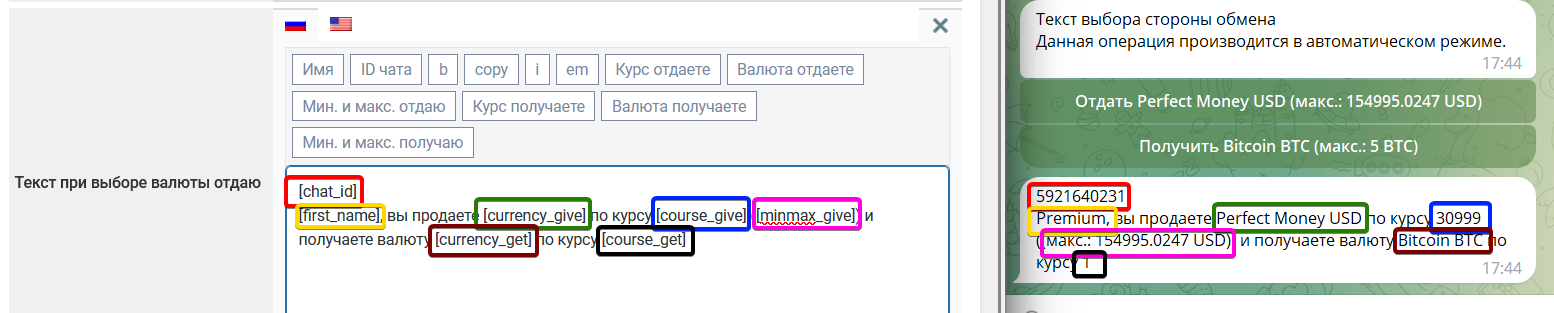 Имя ID чата b copy i em Курс отдаете Валюта отдаете
Мин. и макс. отдаю Курс получаете Валюта получаете
Мин. и макс. получаю
Текст при выборе валюты отдаю
[chat_id]
[first_name], вы продаете [currency_give] по курсу [course_give] ([minmax_give]) и
получаете валюту [currency_get] по курсу [course_get]
Текст выбора стороны обмена
Данная операция производится в автоматическом режиме.
17:44
Отдать Perfect Money USD (макс.: 154995.0247 USD)
Получить Bitcoin BTC (макс.: 5 BTC)
5921640231
Premium, вы продаете Perfect Money USD по курсу 30999
((макс.: 154995.0247 USD)) и получаете валюту Bitcoin BTC по
курсу 1
17:44